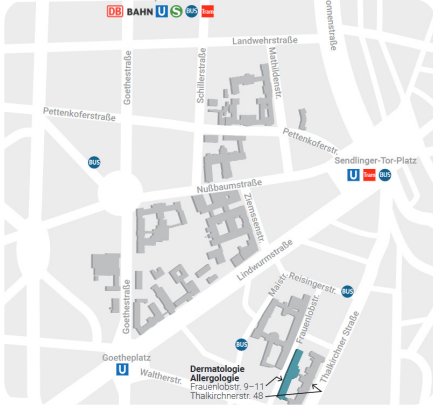 DB BAHN U S BUS Tram
Landwehrstraße
Sonnenstraße
Goethestraße
Schillerstraße
Mathildenstr.
Pettenkoferstraße
Pettenkoferstr.
BUS
Sendlinger-Tor-Platz
U Tram BUS
Nußbaumstraße
Ziemssenstr.
Lindwurmstraße
Maistr.
Reisingerstr.
BUS
Goethestraße
Frauenlobstr.
Thalkirchner Straße
BUS
Goetheplatz
U
Waltherstr.
Dermatologie
Allergologie
Frauenlobstr. 9–11
Thalkirchnerstr. 48